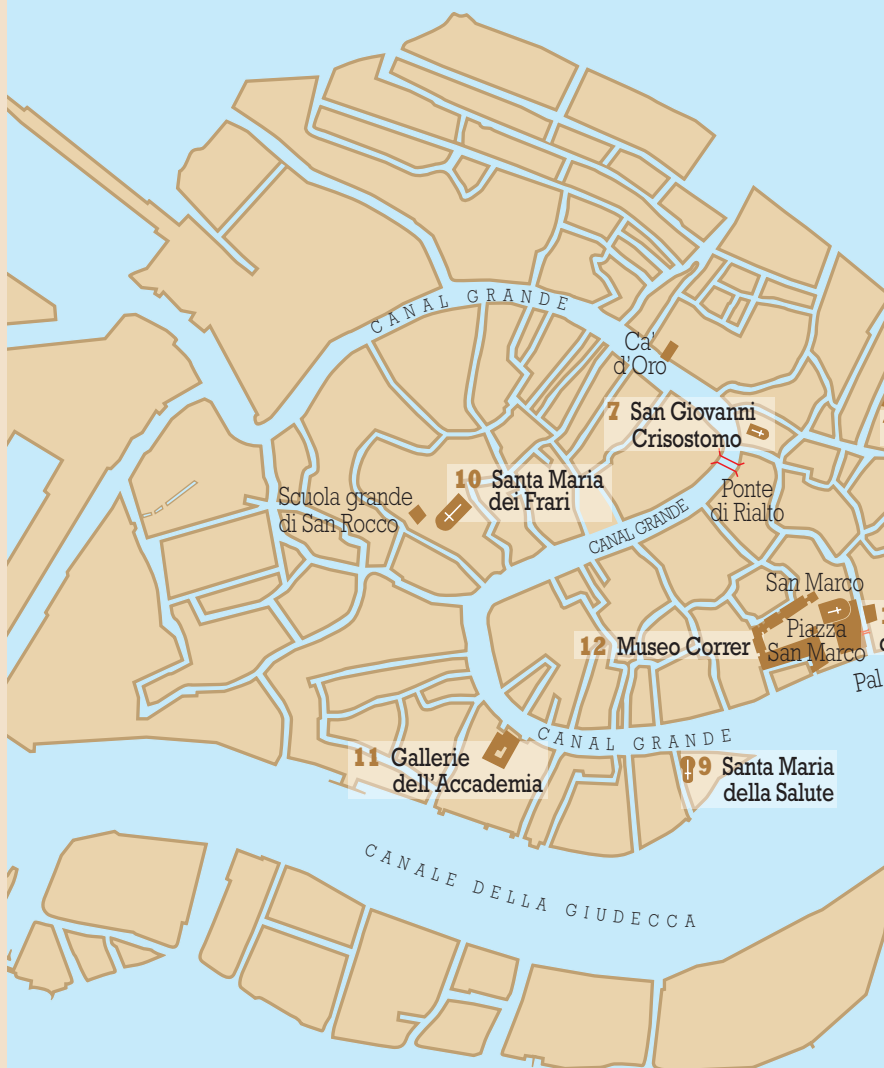 CANAL GRANDE
Ca'
d'Oro
7 San Giovanni
Crisostomo
10 Santa Maria
dei Frari
Scuola grande
di San Rocco
Ponte
di Rialto
CANAL GRANDE
San Marco
Piazza
San Marco
12 Museo Correr
Pal
CANAL GRANDE
11 Gallerie
dell'Accademia
9 Santa Maria
della Salute
CANALE DELLA GIUDECCA